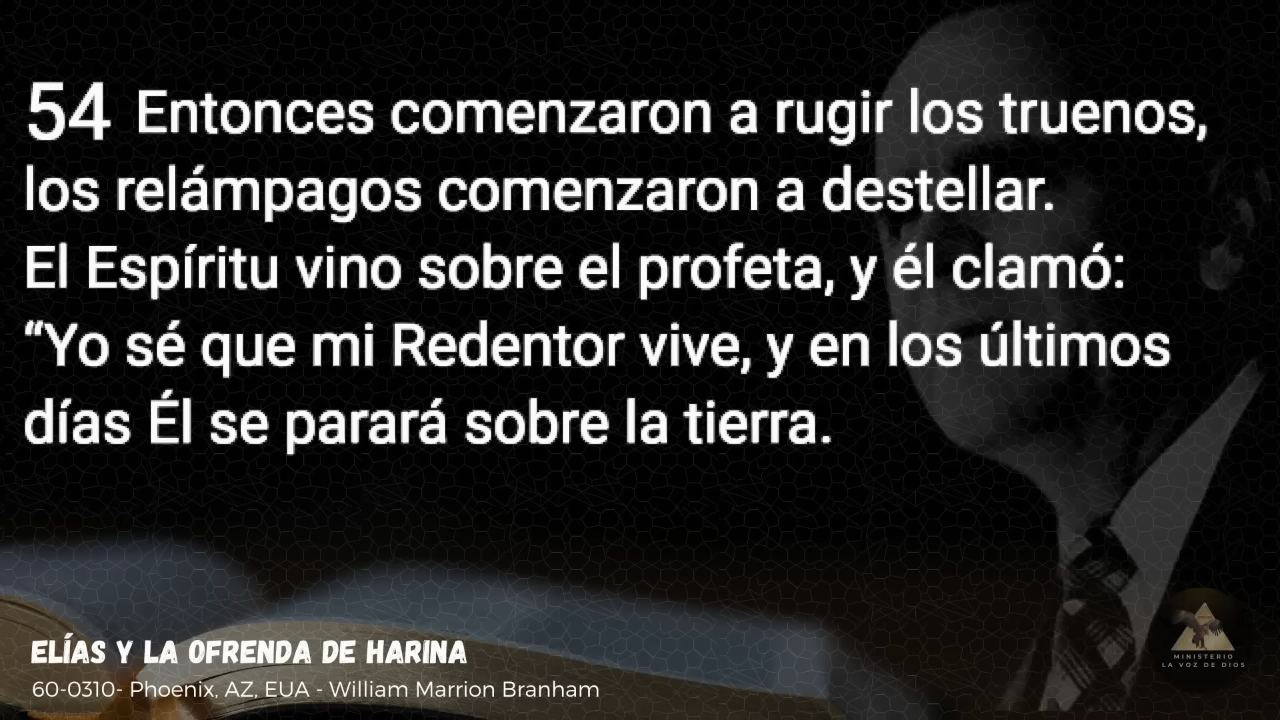 54 Entonces comenzaron a rugir los truenos,
los relámpagos comenzaron a destellar.
El Espíritu vino sobre el profeta, y él clamó:
“Yo sé que mi Redentor vive, y en los últimos
días Él se parará sobre la tierra.
ELÍAS Y LA OFRENDA DE HARINA
60-0310- Phoenix, AZ, EUA - William Marrion Branham
MINISTERIO
LA VOZ DE DIOS